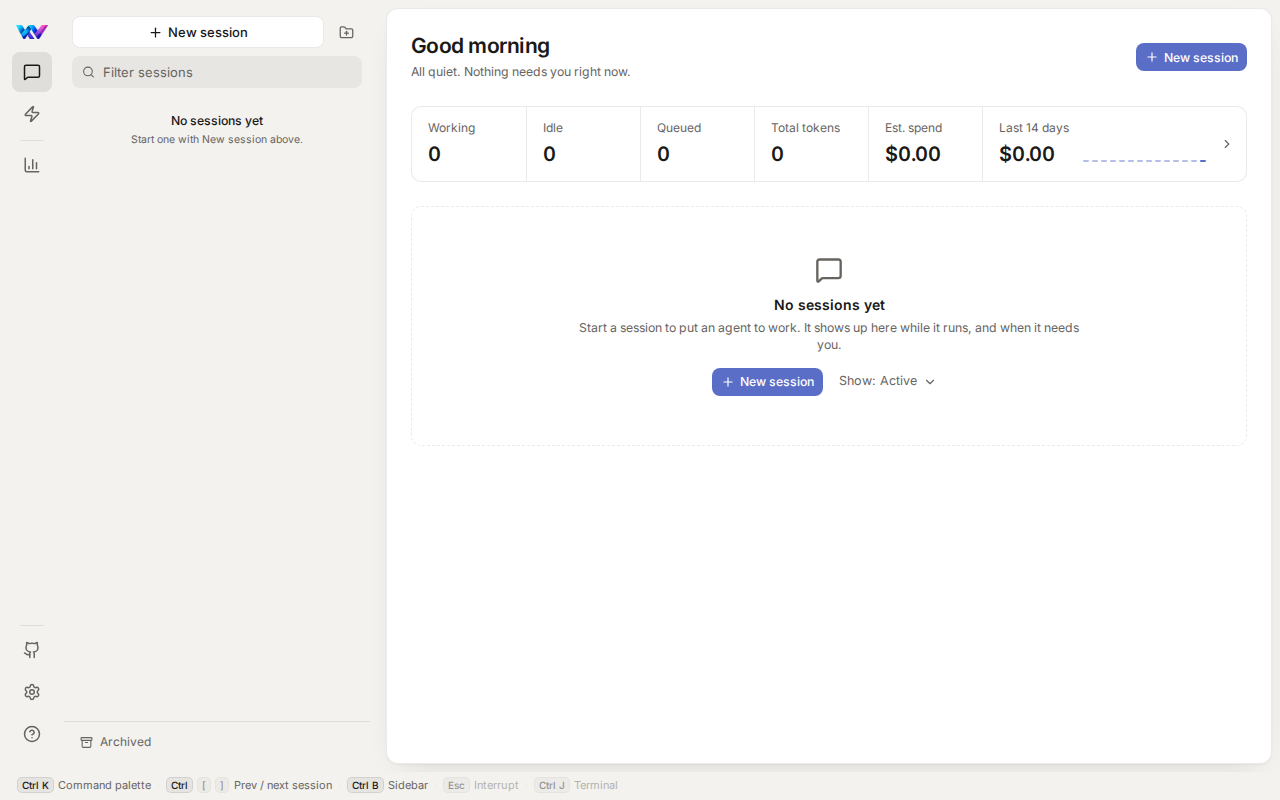 New session
Filter sessions
No sessions yet
Start one with New session above.
Archived
Good morning
All quiet. Nothing needs you right now.
New session
Working
0
Idle
0
Queued
0
Total tokens
0
Est. spend
$0.00
Last 14 days
$0.00
No sessions yet
Start a session to put an agent to work. It shows up here while it runs, and when it needs
you.
New session
Show: Active
Ctrl K Command palette Ctrl [ ] Prev / next session Ctrl B Sidebar Esc Interrupt Ctrl J Terminal